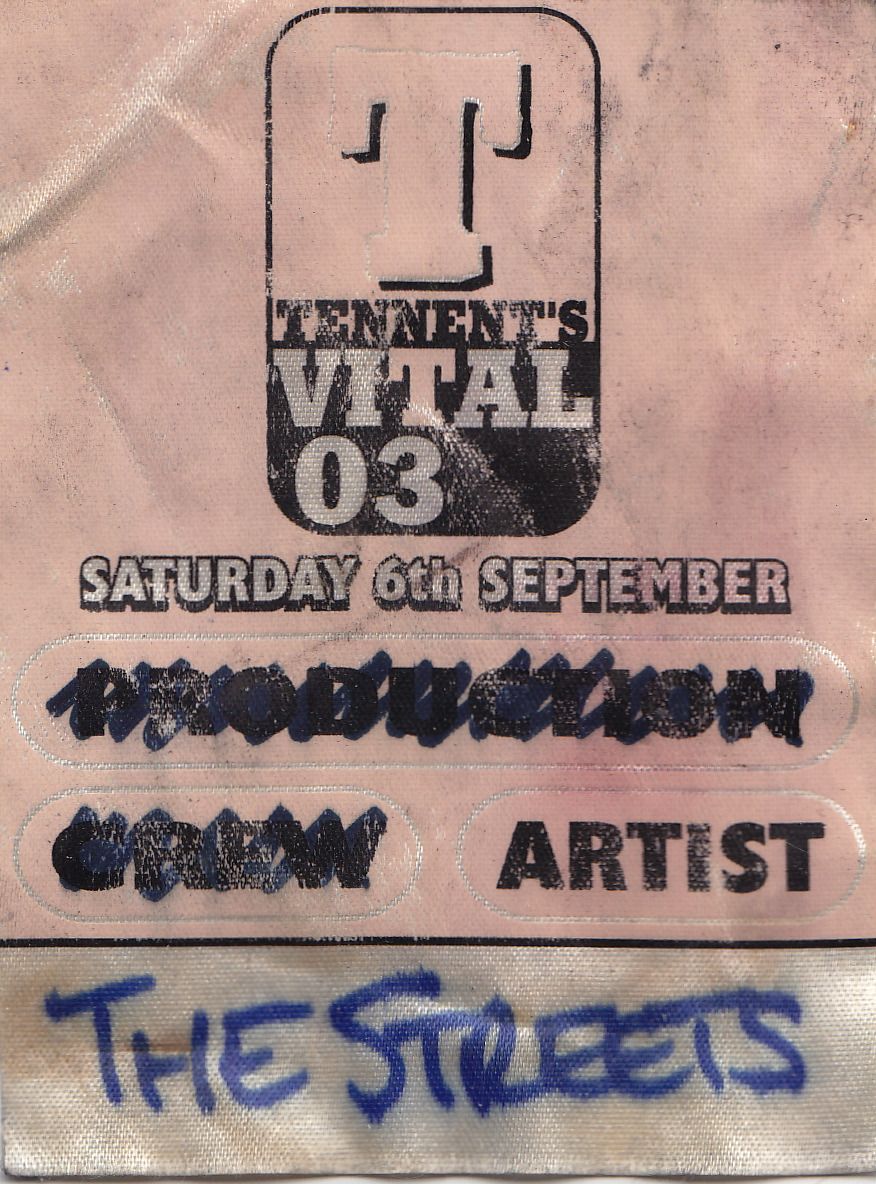 T
TENNENT'S
VITAL
03
SATURDAY 6th SEPTEMBER
PRODUCTION
CREW ARTIST
THE STREETS